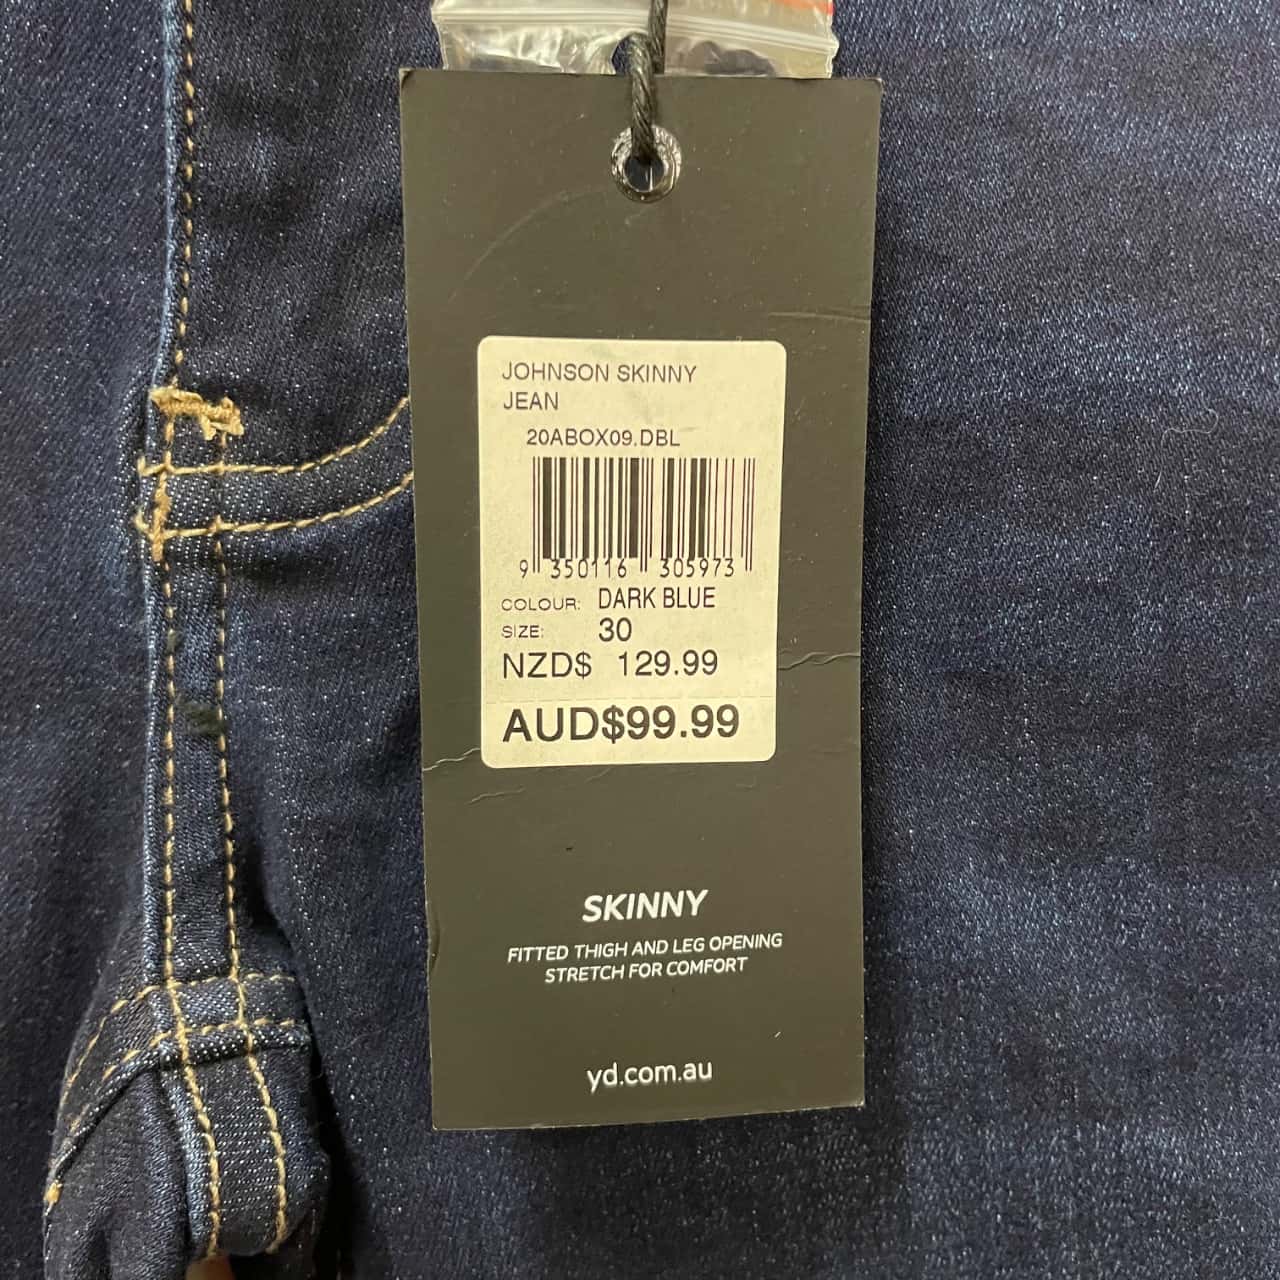 JOHNSON SKINNY
JEAN
20ABOX09.DBL
9 350116 305973
COLOUR: DARK BLUE
SIZE: 30
NZD$ 129.99
AUD$99.99
SKINNY
FITTED THIGH AND LEG OPENING
STRETCH FOR COMFORT
yd.com.au